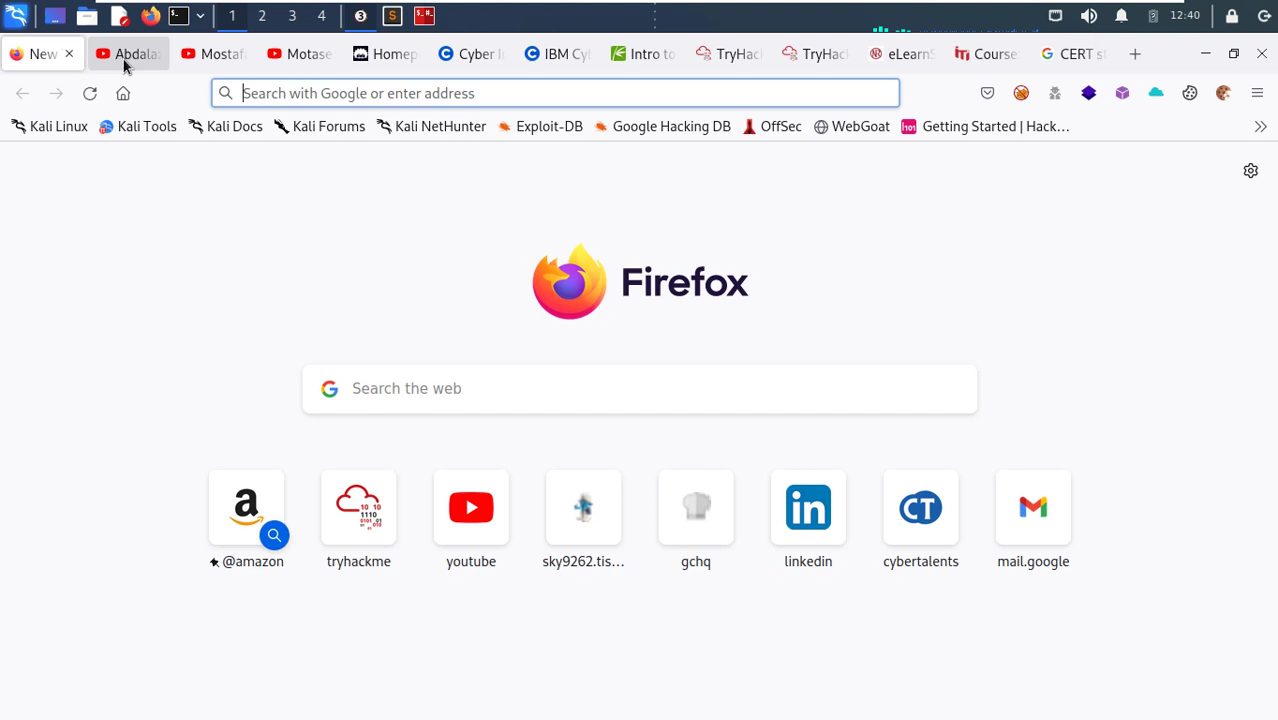 1 2 3 4 12:40
New Abdala Mostaf Motase Homep Cyber I IBM Cy Intro to TryHac TryHac eLearnS Course CERT s
Search with Google or enter address
Kali Linux Kali Tools Kali Docs Kali Forums Kali NetHunter Exploit-DB Google Hacking DB OffSec WebGoat Getting Started | Hack…
Firefox
Search the web
@amazon tryhackme youtube sky9262.tis… gchq linkedin cybertalents mail.google